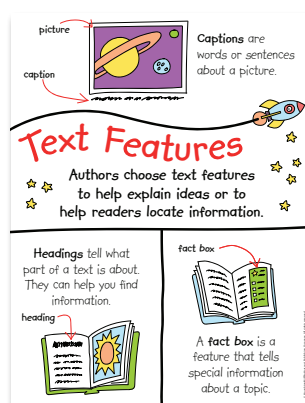 picture
caption
Captions are
words or sentences
about a picture.
Text Features
Authors choose text features
to help explain ideas or to
help readers locate information.
Headings tell what
part of a text is about.
They can help you find
information.
heading
fact box
A fact box is a
feature that tells
special information
about a topic.